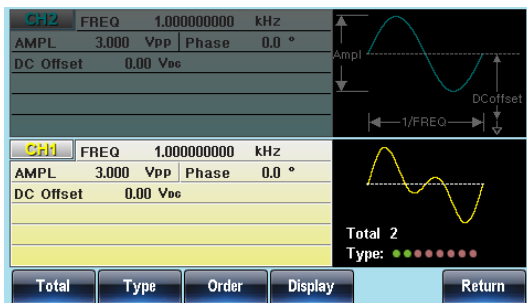 CH2 FREQ 1.000000000 kHz
AMPL 3.000 VPP Phase 0.0 °
DC Offset 0.00 VDC
Ampl
DCoffset
1/FREQ
CH1 FREQ 1.000000000 kHz
AMPL 3.000 VPP Phase 0.0 °
DC Offset 0.00 VDC
Total 2
Type:
Total Type Order Display Return